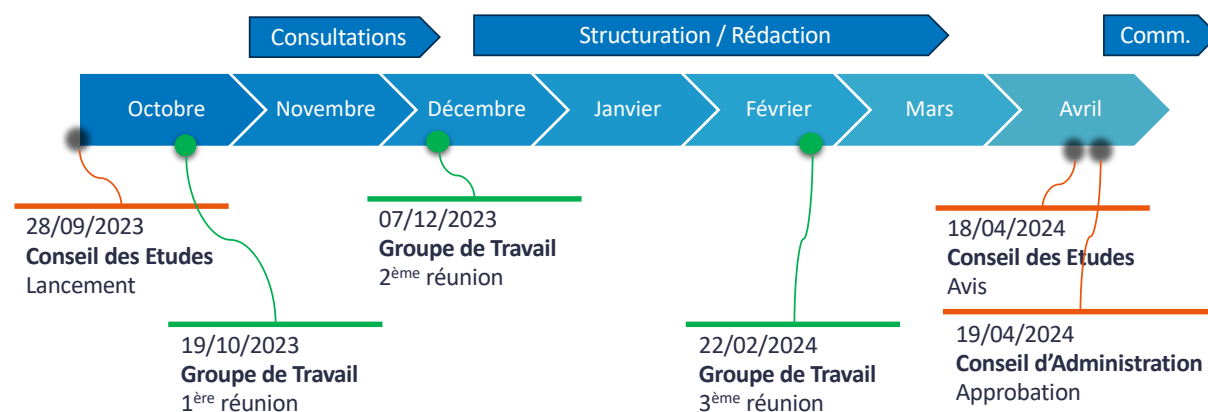 Consultations
Structuration / Rédaction
Comm.
Octobre
Novembre
Décembre
Janvier
Février
Mars
Avril
28/09/2023
Conseil des Etudes
Lancement
07/12/2023
Groupe de Travail
2ème réunion
18/04/2024
Conseil des Etudes
Avis
19/10/2023
Groupe de Travail
1ère réunion
22/02/2024
Groupe de Travail
3ème réunion
19/04/2024
Conseil d’Administration
Approbation